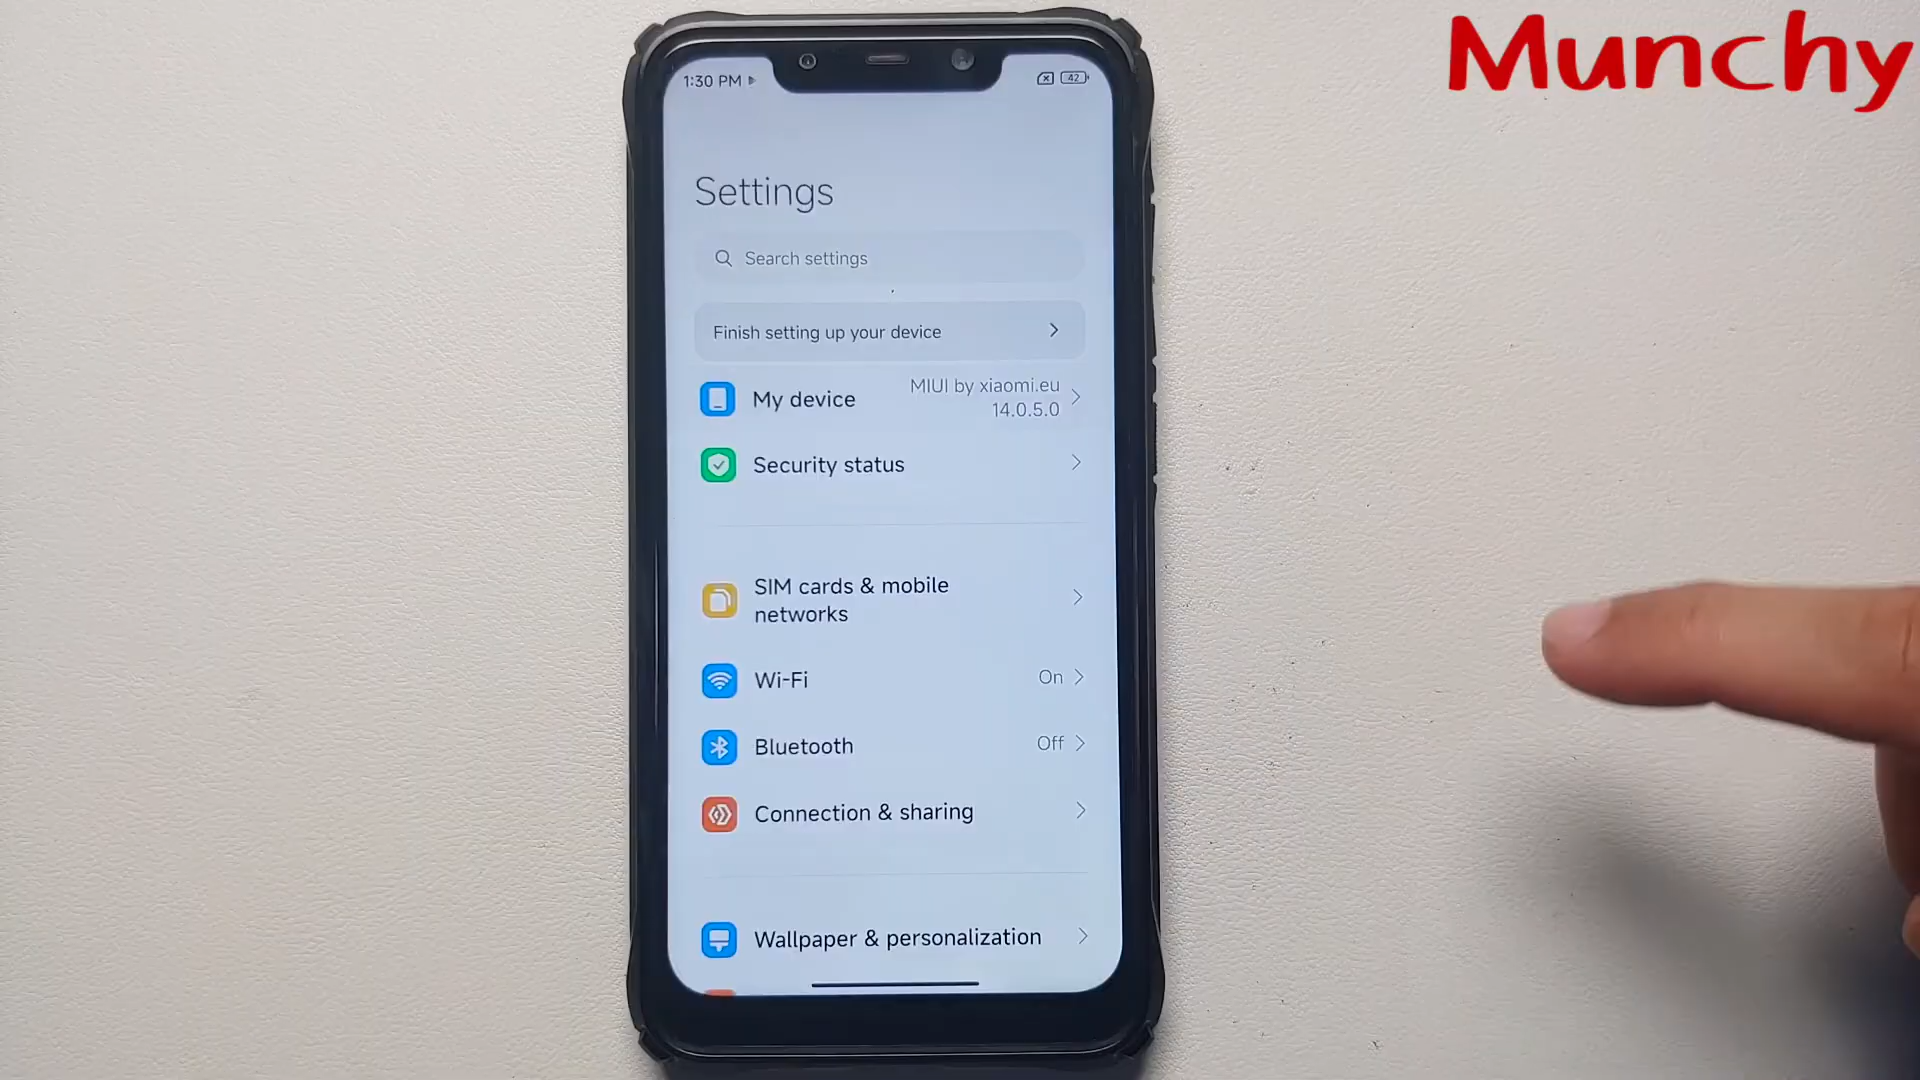 Munchy
1:30 PM
42
Settings
Search settings
Finish setting up your device
My device
MIUI by xiaomi.eu
14.0.5.0
Security status
SIM cards & mobile
networks
Wi-Fi
On
Bluetooth
Off
Connection & sharing
Wallpaper & personalization